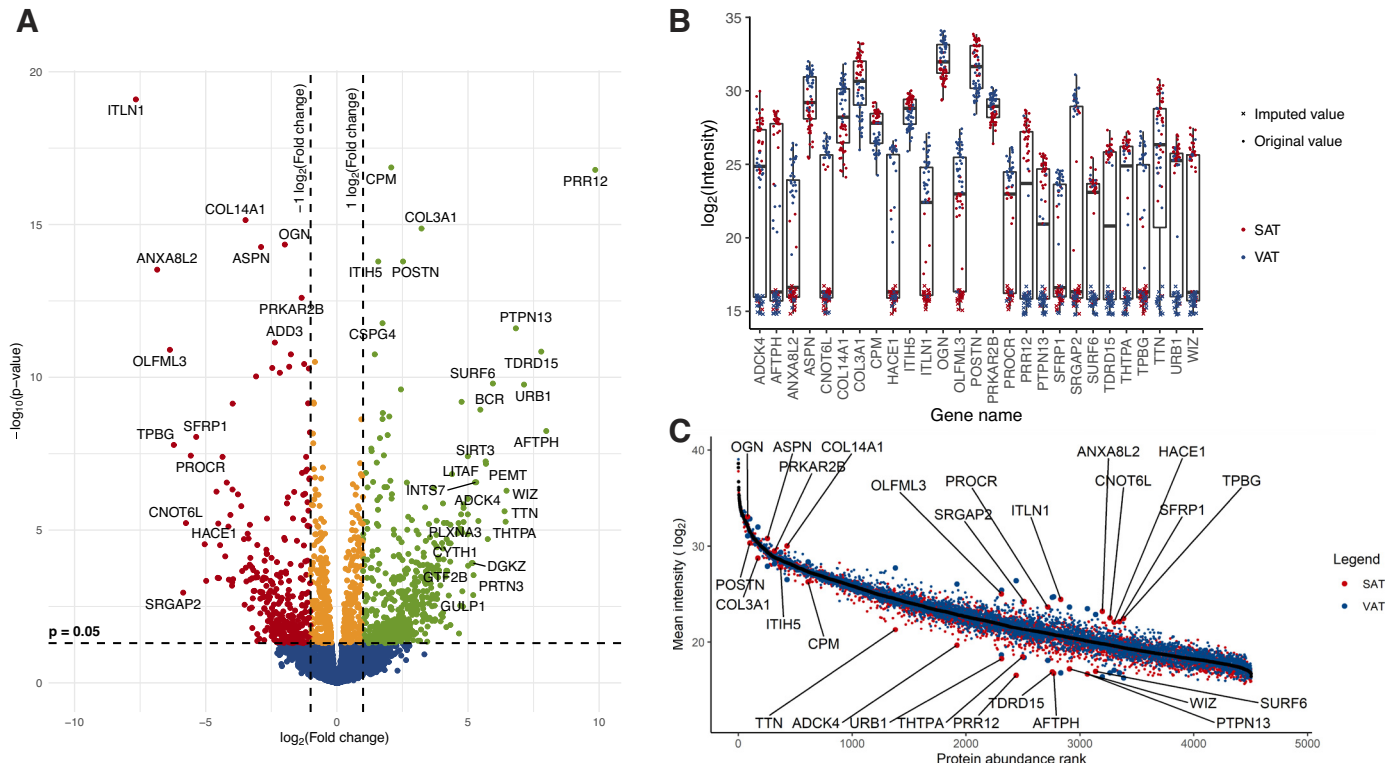 A
20
15
10
5
0
−log10(p−value)
−10
−5
0
5
10
log2(Fold change)
−1 log2(Fold change)
1 log2(Fold change)
p = 0.05
ITLN1
CPM
PRR12
COL14A1
COL3A1
OGN
ASPN
ANXA8L2
ITIH5
POSTN
PRKAR2B
ADD3
CSPG4
PTPN13
OLFML3
TDRD15
SURF6
URB1
BCR
SFRP1
TPBG
AFTPH
PROCR
SIRT3
LITAF
PEMT
INTS7
ADCK4
WIZ
CNOT6L
TTN
HACE1
PLXNA3
THTPA
CYTH1
DGKZ
GTF2B
PRTN3
SRGAP2
GULP1
B
35
30
25
20
15
log2(Intensity)
ADCK4
AFTPH
ANXA8L2
ASPN
CNOT6L
COL14A1
COL3A1
CPM
HACE1
ITIH5
ITLN1
OGN
OLFML3
POSTN
PRKAR2B
PROCR
PRR12
PTPN13
SFRP1
SRGAP2
SURF6
TDRD15
THTPA
TPBG
TTN
URB1
WIZ
Gene name
Imputed value
Original value
SAT
VAT
C
40
30
20
Mean intensity ( log2)
0
1000
2000
3000
4000
5000
Protein abundance rank
OGN
ASPN
COL14A1
PRKAR2B
OLFML3
PROCR
SRGAP2
ITLN1
ANXA8L2
HACE1
CNOT6L
TPBG
SFRP1
POSTN
COL3A1
ITIH5
CPM
TTN
ADCK4
URB1
THTPA
PRR12
TDRD15
AFTPH
WIZ
SURF6
PTPN13
Legend
SAT
VAT